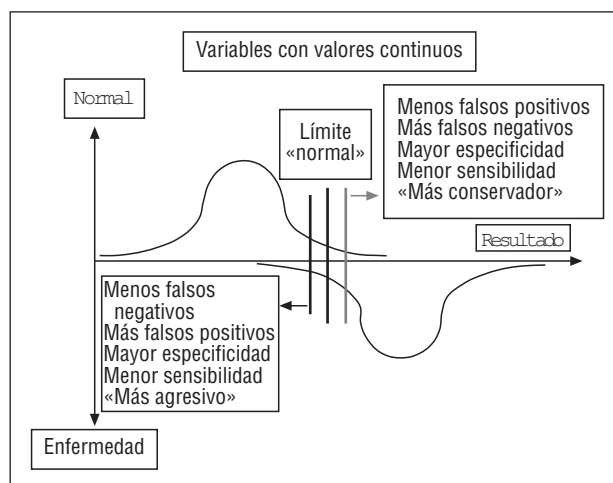 Variables con valores continuos
Normal
Límite
«normal»
Menos falsos positivos
Más falsos negativos
Mayor especificidad
Menor sensibilidad
«Más conservador»
Resultado
Menos falsos
negativos
Más falsos positivos
Mayor especificidad
Menor sensibilidad
«Más agresivo»
Enfermedad